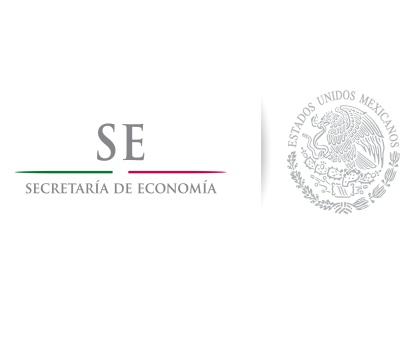 SE
SECRETARÍA DE ECONOMÍA
ESTADOS UNIDOS MEXICANOS